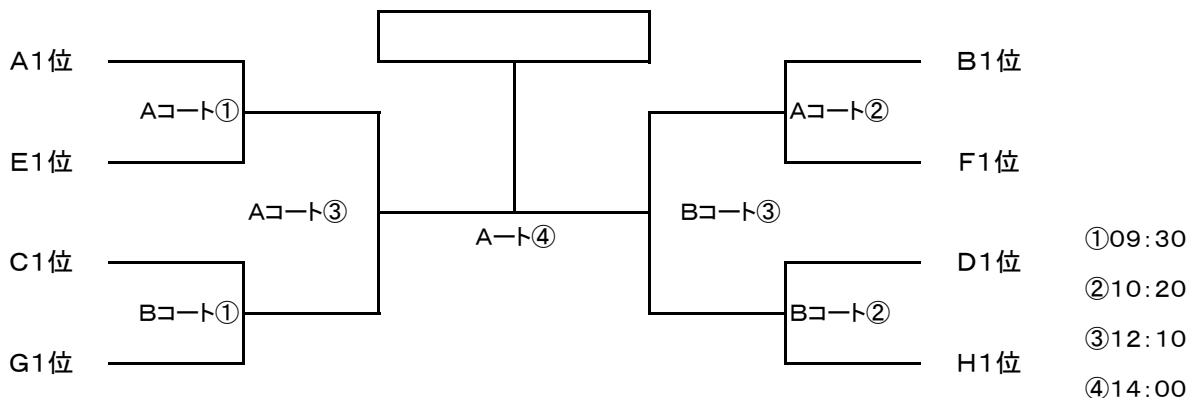 A1位
B1位
Aコート①
Aコート②
E1位
F1位
Aコート③
Bコート③
Aート④
①09:30
C1位
D1位
②10:20
Bコート①
Bコート②
③12:10
G1位
H1位
④14:00